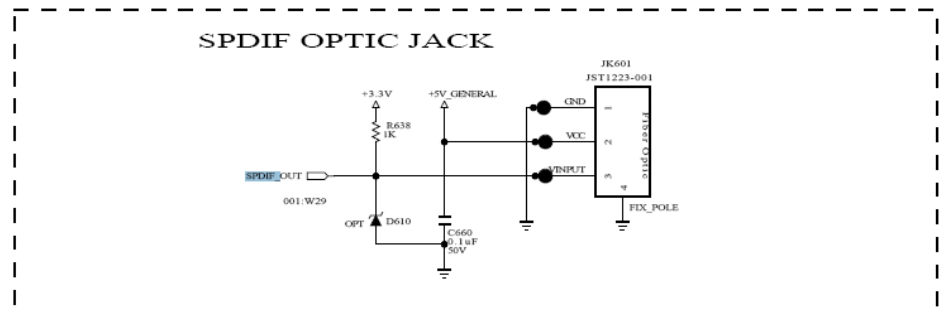 SPDIF OPTIC JACK
JK601
JST1223-001
+3.3V
+5V_GENERAL
GND
1
R638
1K
VCC
2
Fiber Optic
SPDIF_OUT
VINPUT
3
4
001:W29
FIX_POLE
OPT
D610
C660
0.1uF
50V